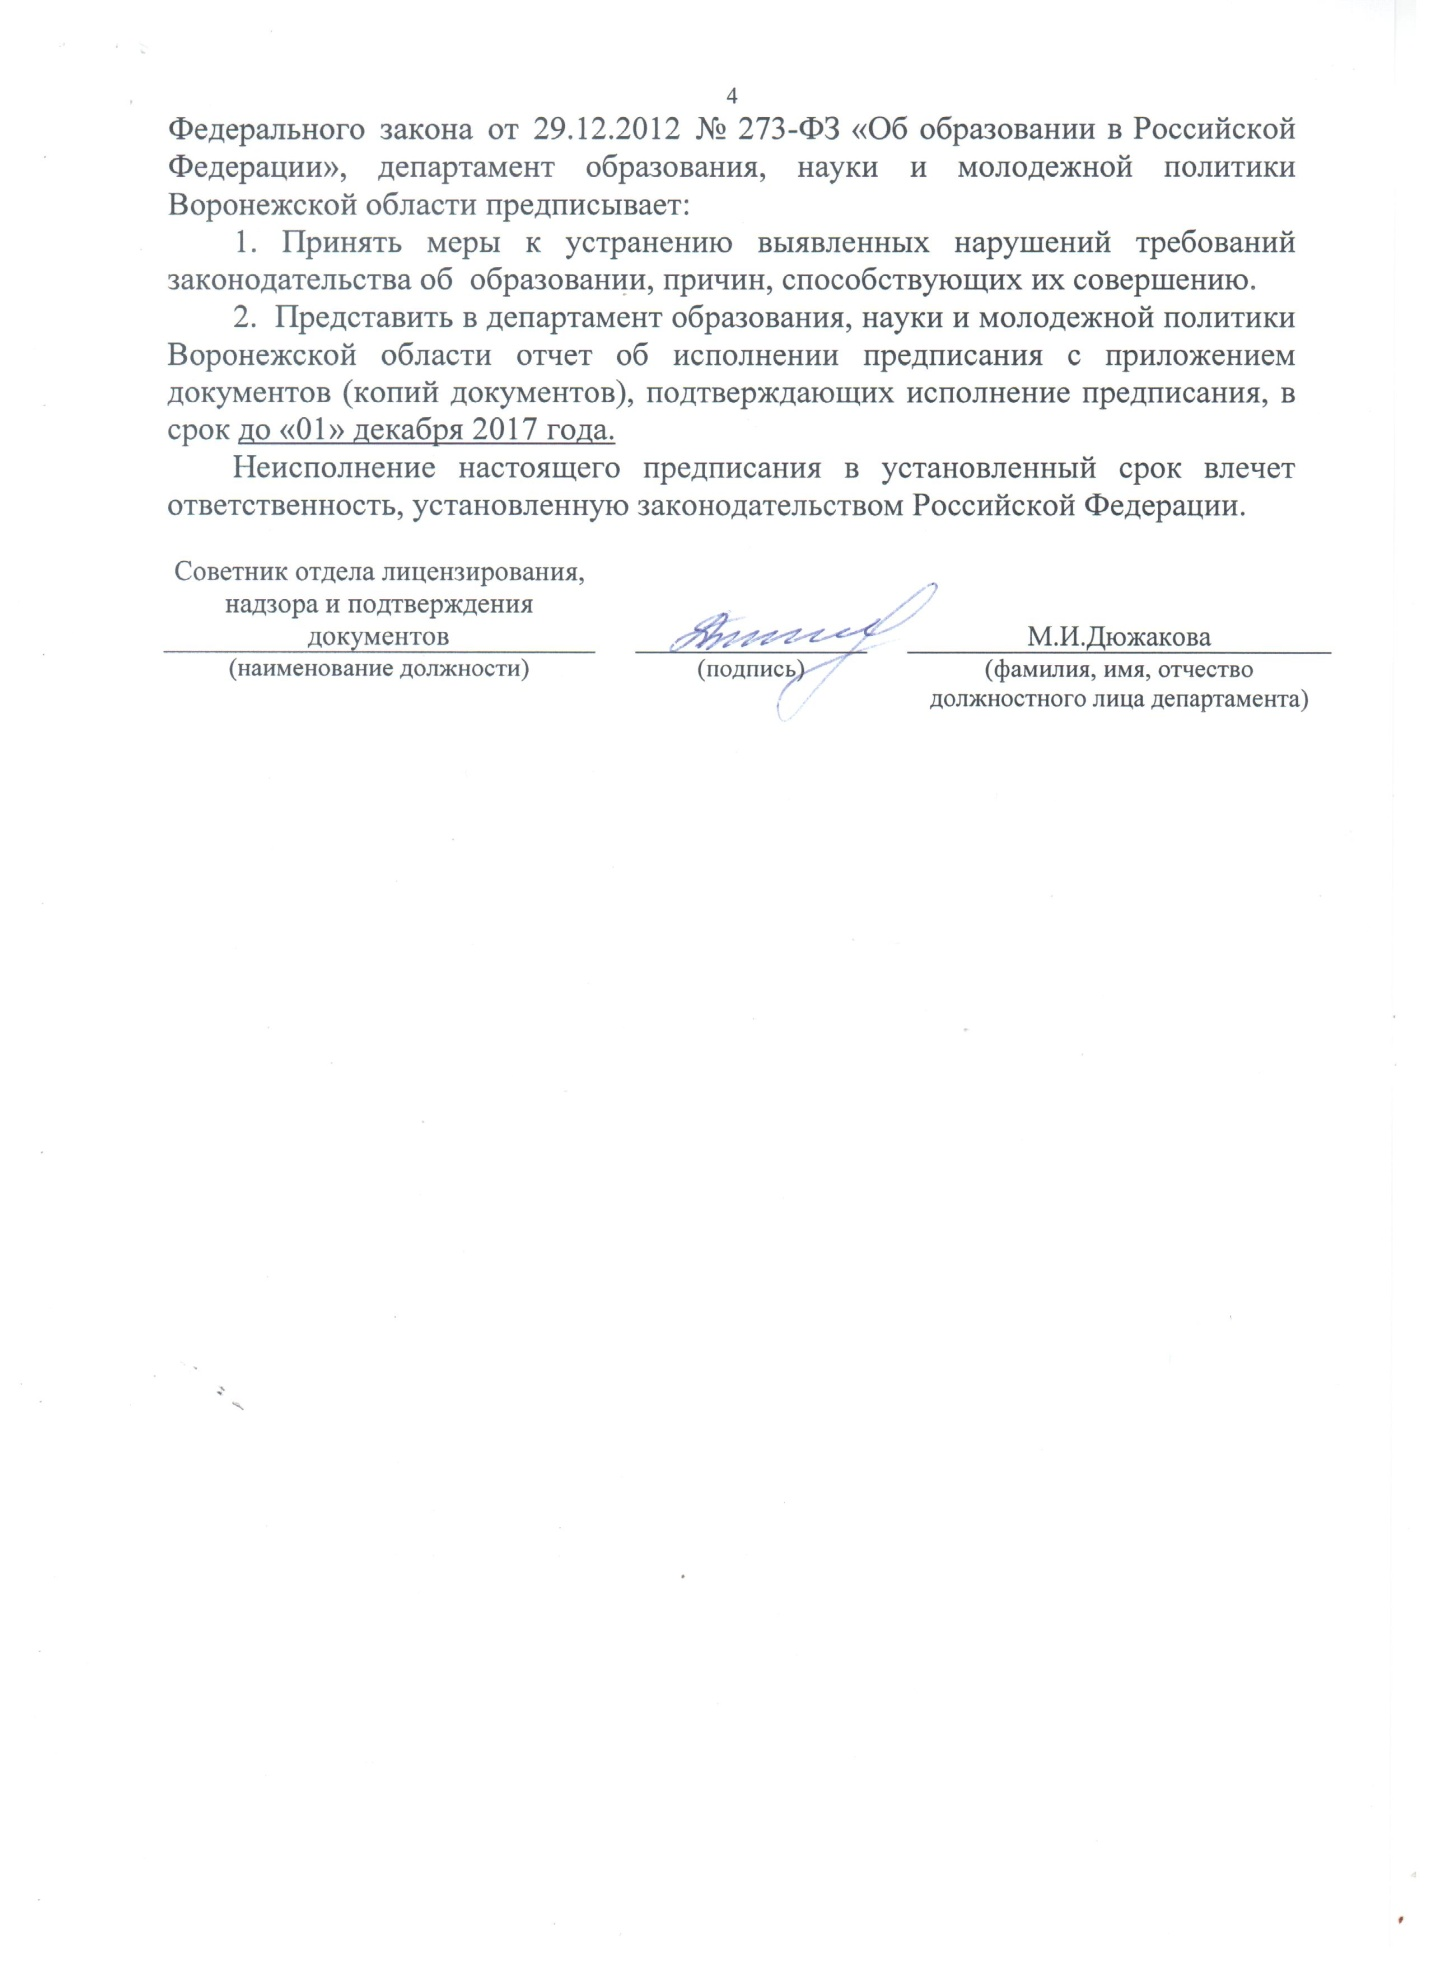 4
Федерального закона от 29.12.2012 № 273-ФЗ «Об образовании в Российской
Федерации», департамент образования, науки и молодежной политики
Воронежской области предписывает:
1. Принять меры к устранению выявленных нарушений требований
законодательства об образовании, причин, способствующих их совершению.
2. Представить в департамент образования, науки и молодежной политики
Воронежской области отчет об исполнении предписания с приложением
документов (копий документов), подтверждающих исполнение предписания, в
срок до «01» декабря 2017 года.
Неисполнение настоящего предписания в установленный срок влечет
ответственность, установленную законодательством Российской Федерации.
Советник отдела лицензирования,
надзора и подтверждения
документов
(наименование должности)
(подпись)
М.И.Дюжакова
(фамилия, имя, отчество
должностного лица департамента)